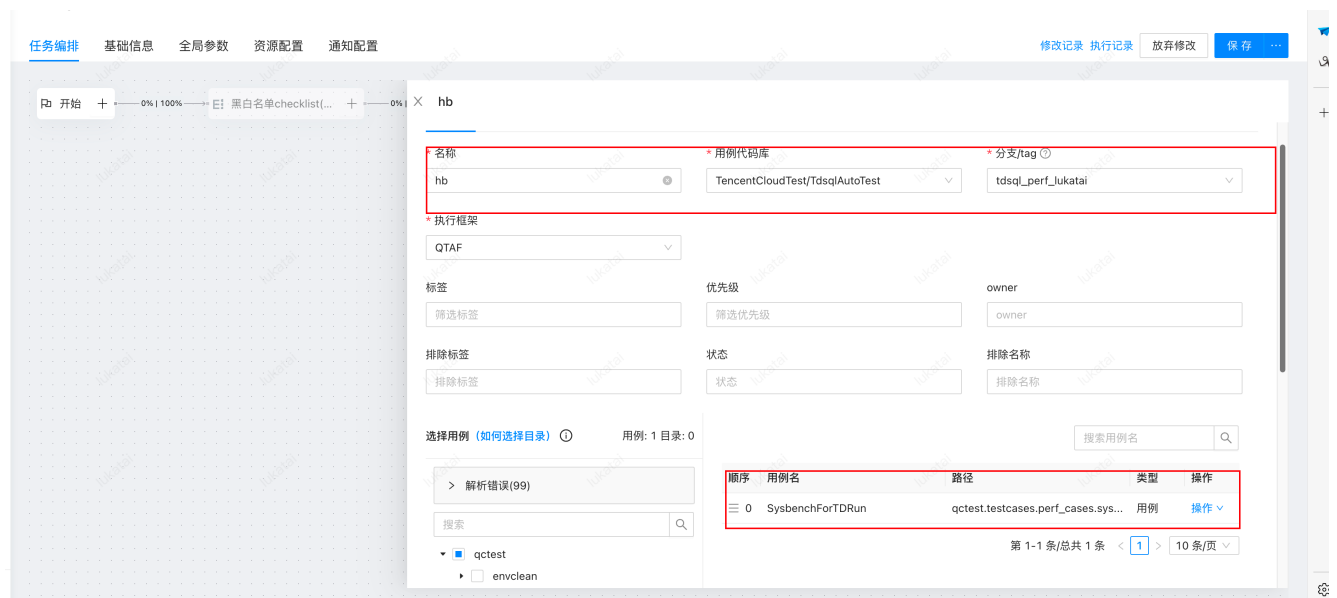 任务编排 基础信息 全局参数 资源配置 通知配置 修改记录 执行记录 放弃修改 保 存 ···
开始 0% | 100% 黑白名单checklist(... 0% |
hb
* 名称 * 用例代码库 * 分支/tag
hb TencentCloudTest/TdsqlAutoTest tdsql_perf_lukatai
* 执行框架
QTAF
标签 优先级 owner
筛选标签 筛选优先级 owner
排除标签 状态 排除名称
排除标签 状态 排除名称
选择用例 (如何选择目录) 用例: 1 目录: 0 搜索用例名
解析错误(99)
顺序 用例名 路径 类型 操作
0 SysbenchForTDRun qctest.testcases.perf_cases.sys... 用例 操作
搜索
第 1-1 条/总共 1 条 < 1 > 10 条/页
qctest
envclean
lukatai